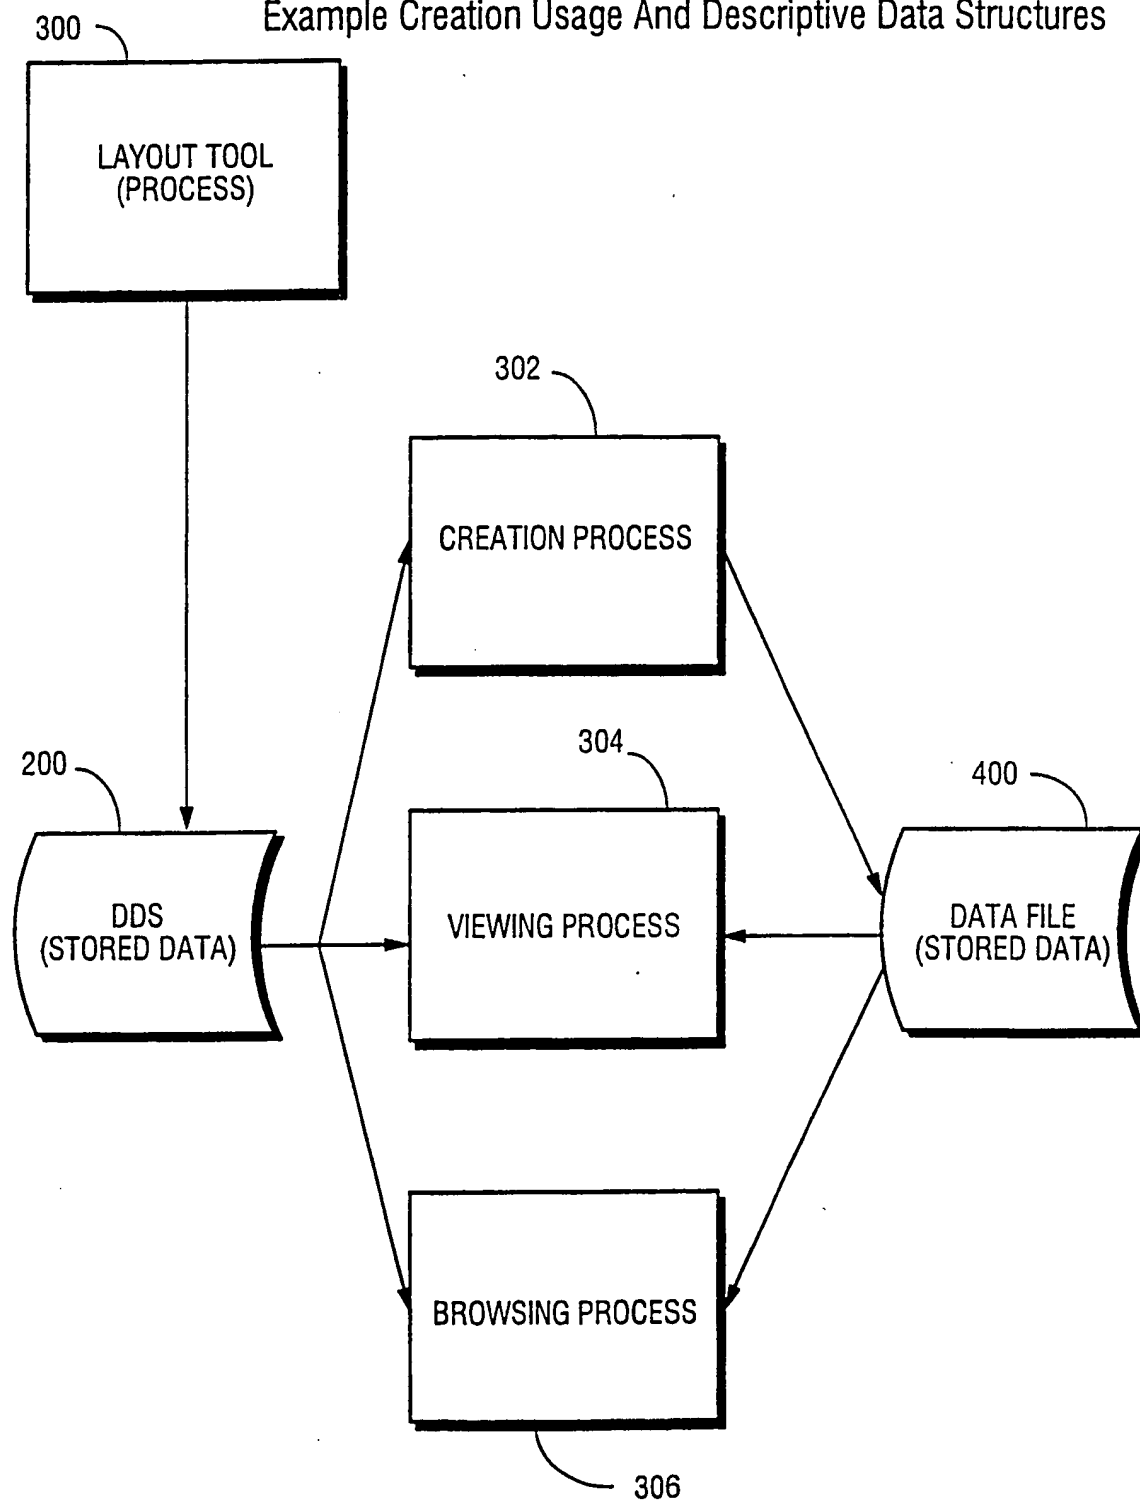 Example Creation Usage And Descriptive Data Structures
300
LAYOUT TOOL
(PROCESS)
302
CREATION PROCESS
200
DDS
(STORED DATA)
304
VIEWING PROCESS
400
DATA FILE
(STORED DATA)
BROWSING PROCESS
306